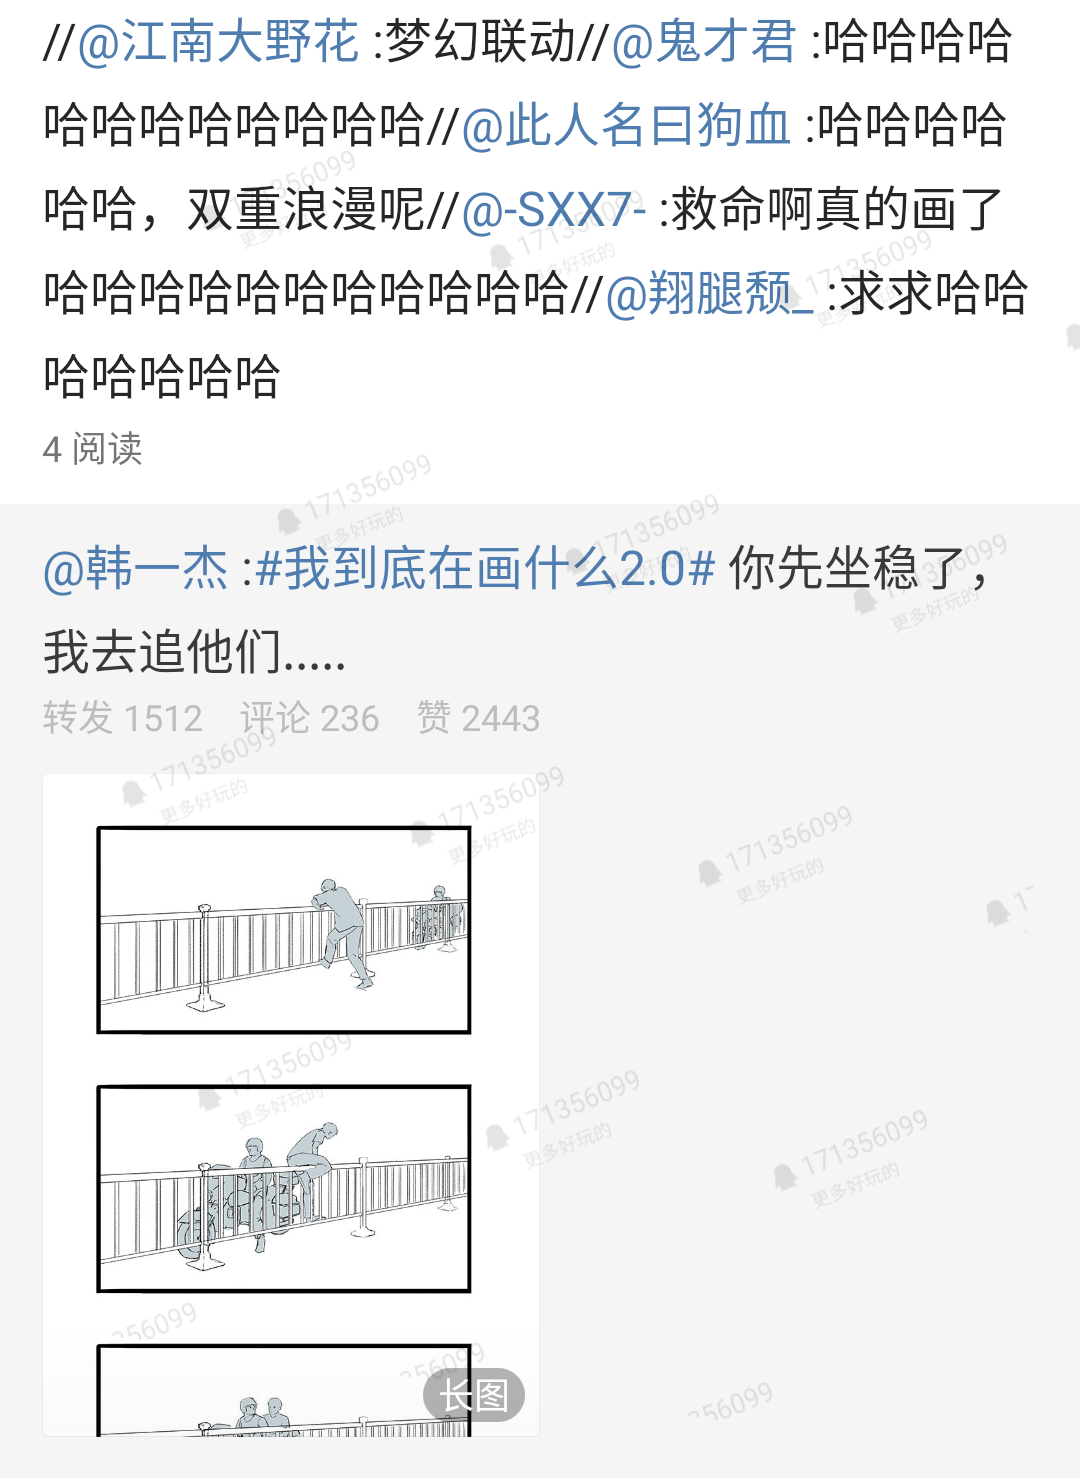 //@江南大野花 :梦幻联动//@鬼才君 :哈哈哈哈
哈哈哈哈哈哈哈哈//@此人名曰狗血 :哈哈哈哈
哈哈，双重浪漫呢//@-SXX7- :救命啊真的画了
哈哈哈哈哈哈哈哈哈哈哈//@翔腿颓_ :求求哈哈
哈哈哈哈哈
4 阅读
@韩一杰 :#我到底在画什么2.0# 你先坐稳了，
我去追他们.....
转发 1512 评论 236 赞 2443
长图
171356099
更多好玩的